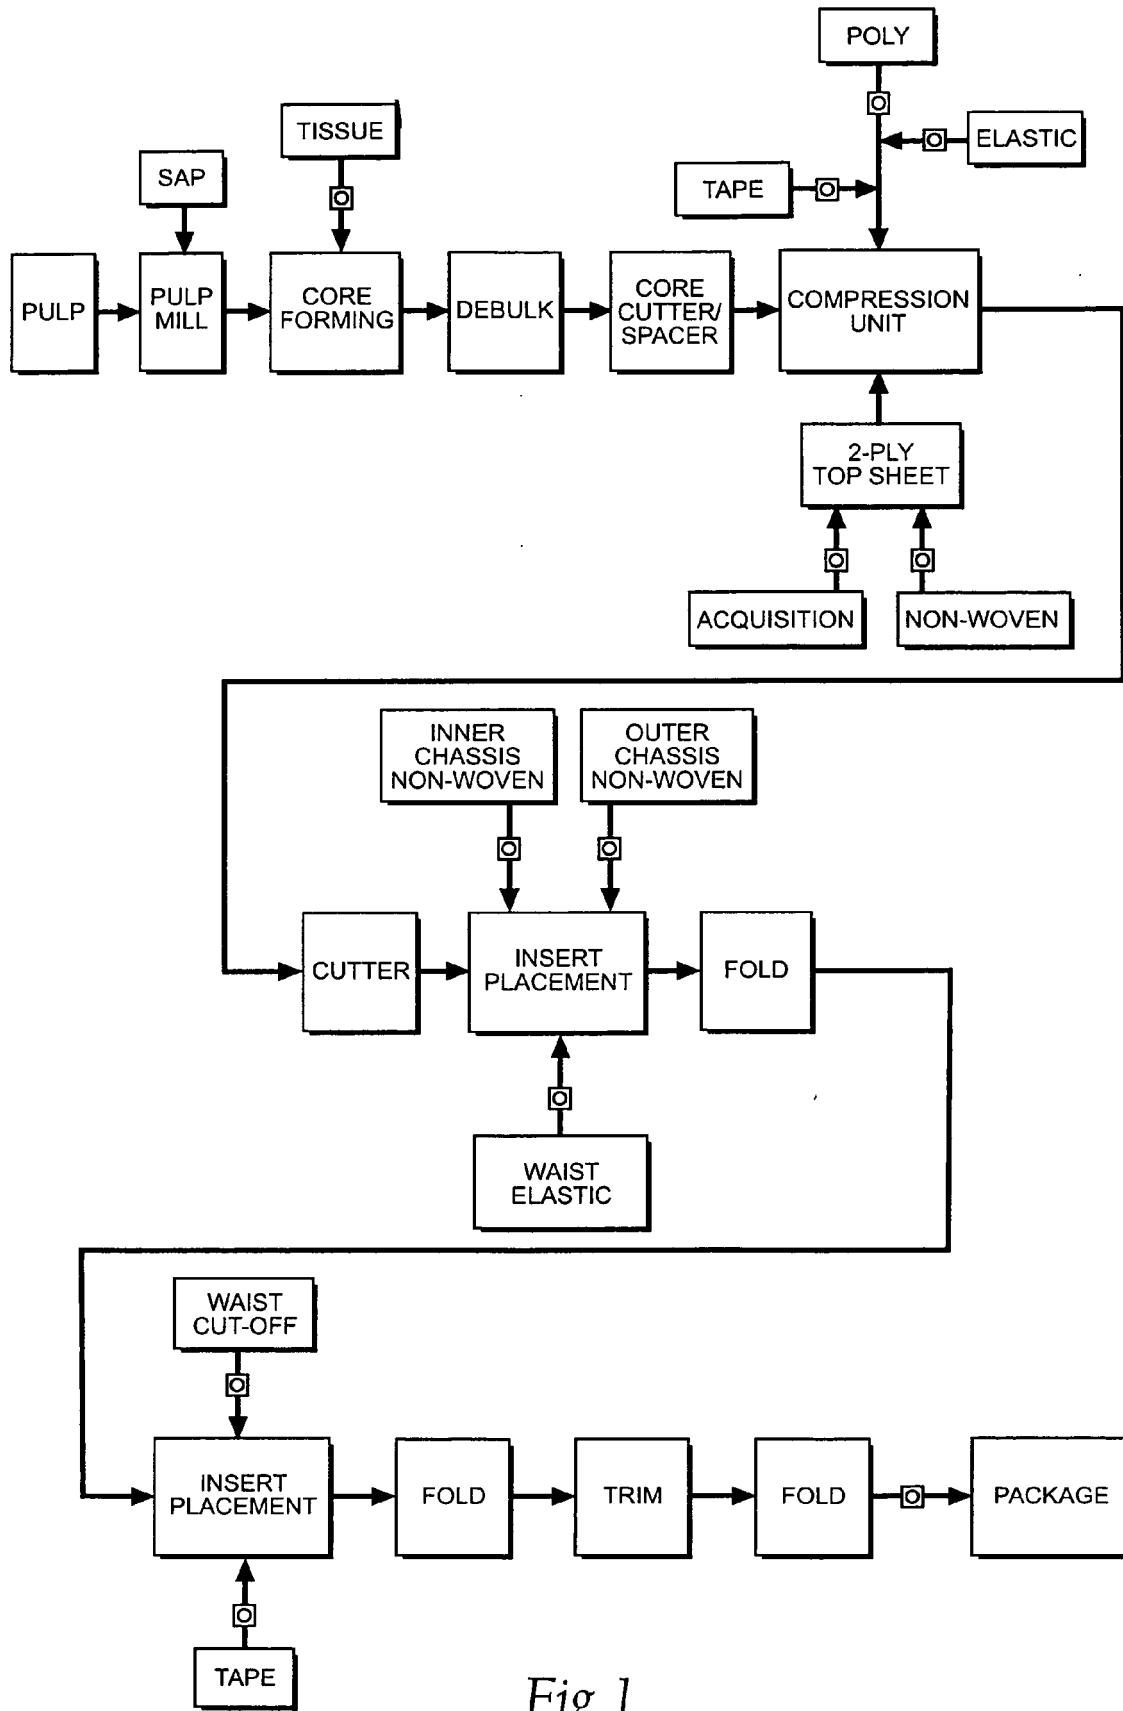 POLY
TISSUE
ELASTIC
SAP
TAPE
PULP
PULP
MILL
CORE
FORMING
DEBULK
CORE
CUTTER/
SPACER
COMPRESSION
UNIT
2-PLY
TOP SHEET
ACQUISITION
NON-WOVEN
INNER
CHASSIS
NON-WOVEN
OUTER
CHASSIS
NON-WOVEN
CUTTER
INSERT
PLACEMENT
FOLD
WAIST
ELASTIC
WAIST
CUT-OFF
INSERT
PLACEMENT
FOLD
TRIM
FOLD
PACKAGE
TAPE
Fig. 1